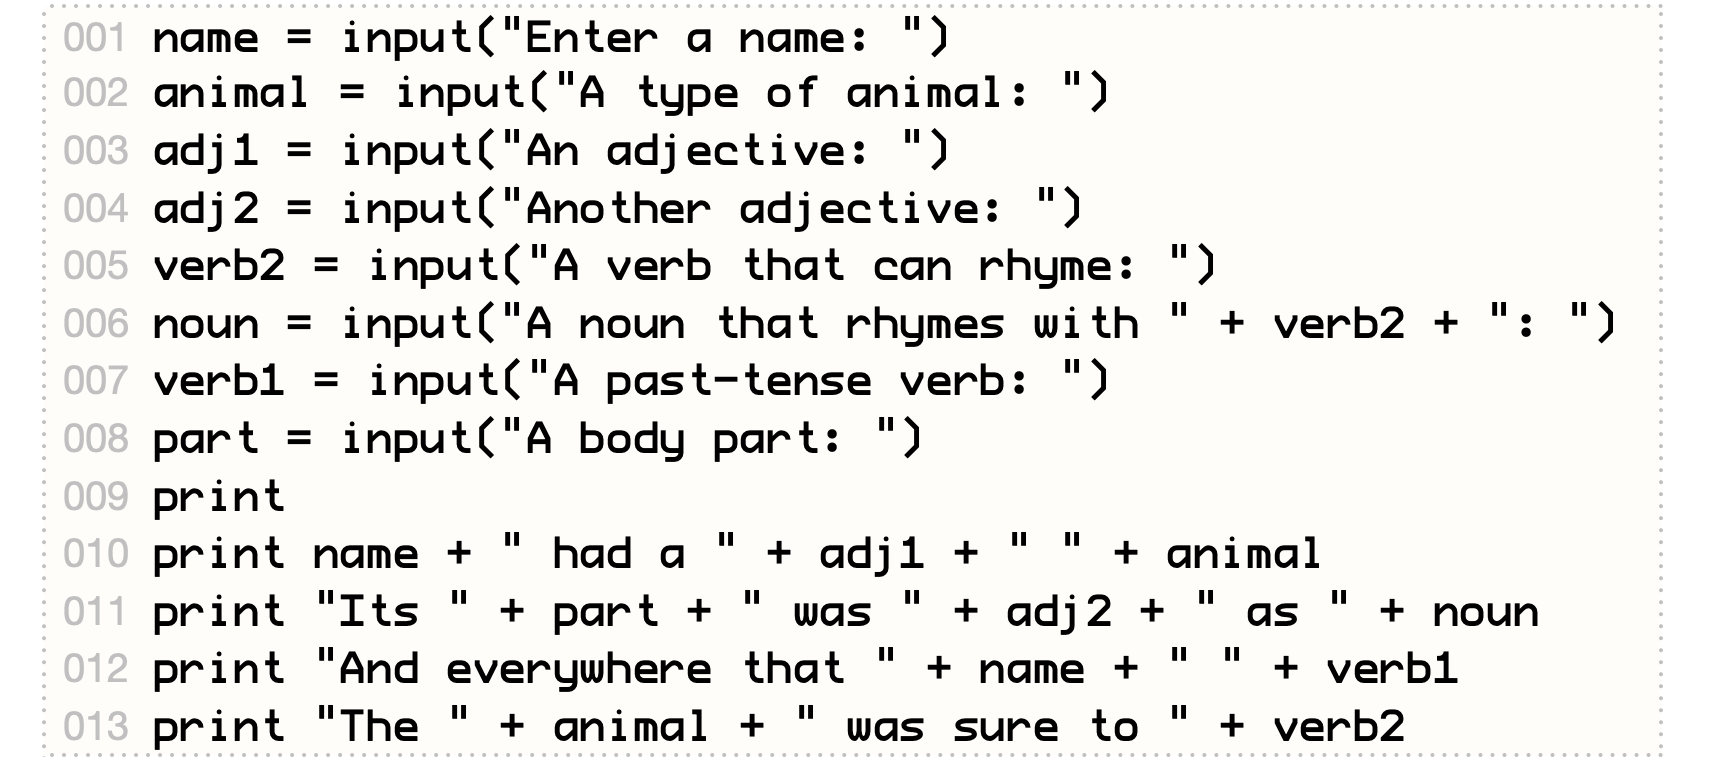 001 name = input("Enter a name: ")
002 animal = input("A type of animal: ")
003 adj1 = input("An adjective: ")
004 adj2 = input("Another adjective: ")
005 verb2 = input("A verb that can rhyme: ")
006 noun = input("A noun that rhymes with " + verb2 + ": ")
007 verb1 = input("A past-tense verb: ")
008 part = input("A body part: ")
009 print
010 print name + " had a " + adj1 + " " + animal
011 print "Its " + part + " was " + adj2 + " as " + noun
012 print "And everywhere that " + name + " " + verb1
013 print "The " + animal + " was sure to " + verb2